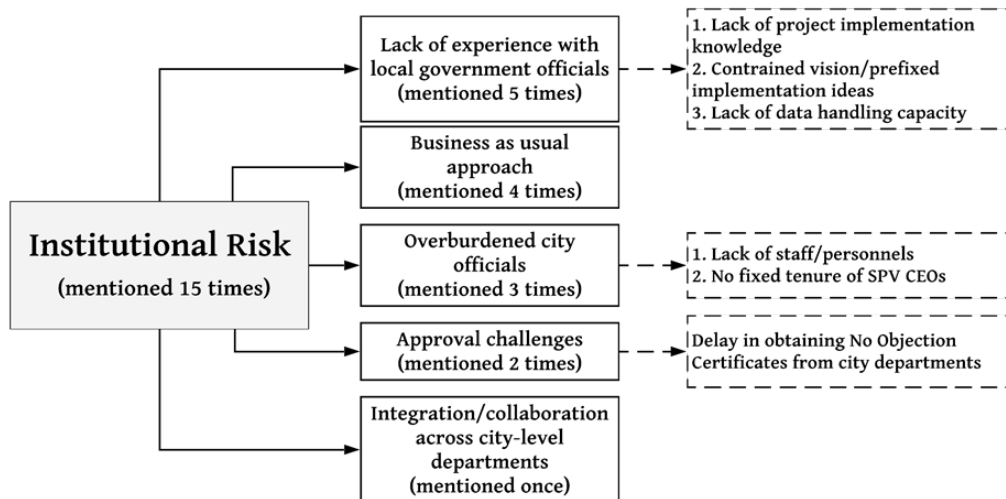 Institutional Risk
(mentioned 15 times)
Lack of experience with
local government officials
(mentioned 5 times)
1. Lack of project implementation
knowledge
2. Contrained vision/prefixed
implementation ideas
3. Lack of data handling capacity
Business as usual
approach
(mentioned 4 times)
Overburdened city
officials
(mentioned 3 times)
1. Lack of staff/personnels
2. No fixed tenure of SPV CEOs
Approval challenges
(mentioned 2 times)
Delay in obtaining No Objection
Certificates from city departments
Integration/collaboration
across city-level
departments
(mentioned once)